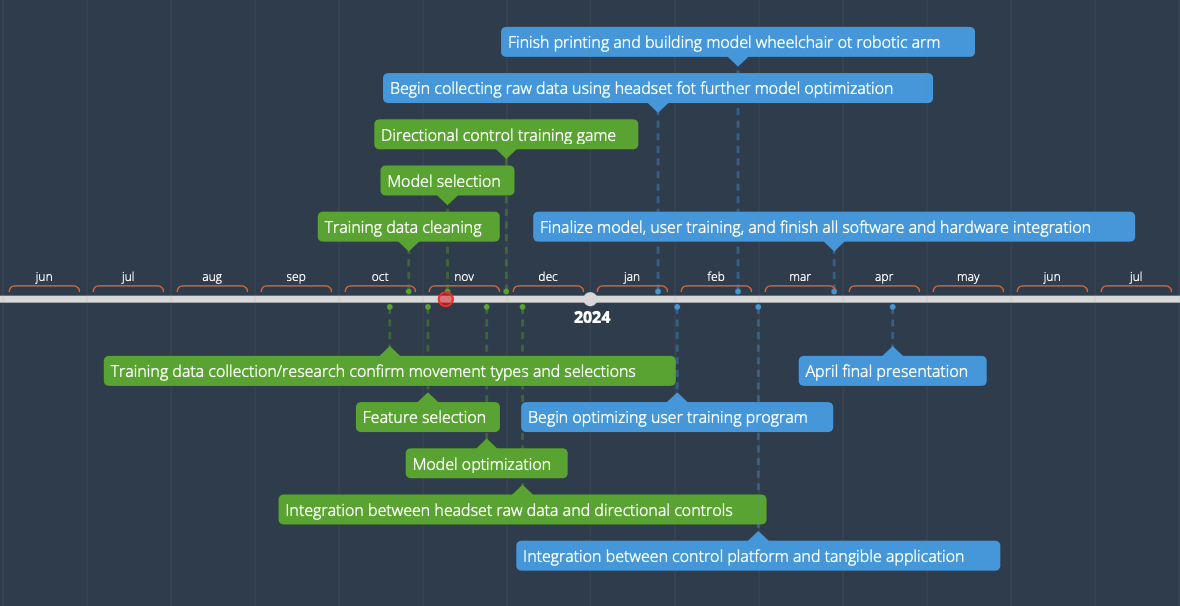 Finish printing and building model wheelchair ot robotic arm
Begin collecting raw data using headset fot further model optimization
Directional control training game
Model selection
Training data cleaning
Finalize model, user training, and finish all software and hardware integration
jun jul aug sep oct nov dec jan feb mar apr may jun jul
2024
Training data collection/research confirm movement types and selections
April final presentation
Feature selection
Begin optimizing user training program
Model optimization
Integration between headset raw data and directional controls
Integration between control platform and tangible application